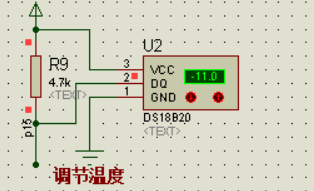 U2
R9
4.7k
<TEXT>
3 VCC
2 DQ
1 GND
-11.0
DS18B20
<TEXT>
p15
调节温度